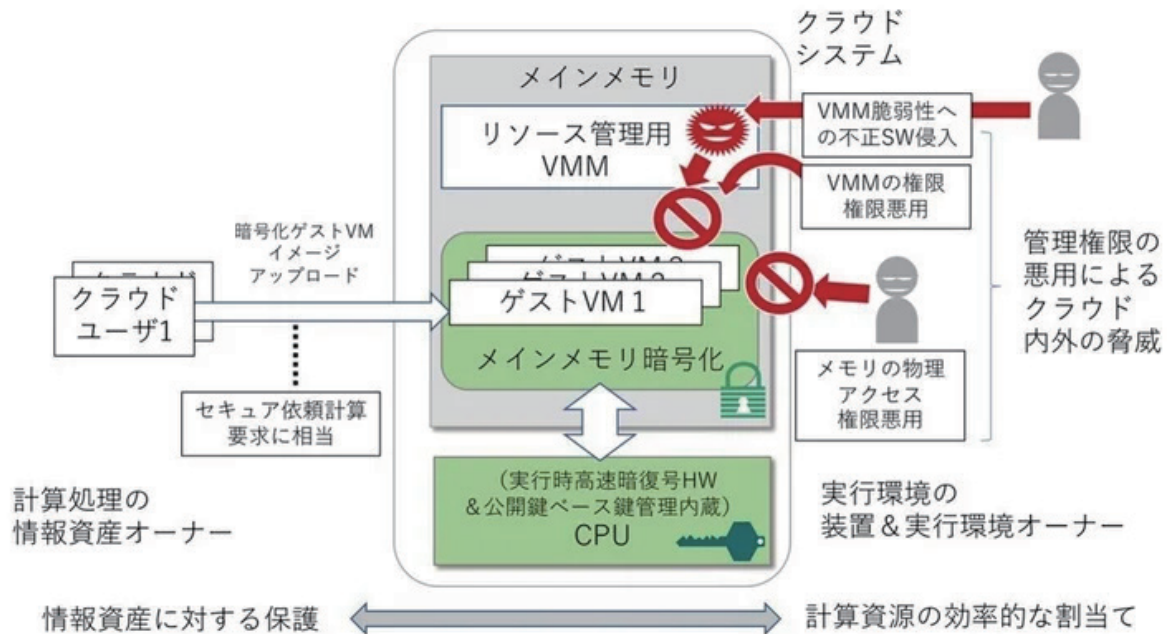 クラウド
システム
メインメモリ
リソース管理用
VMM
VMM脆弱性へ
の不正SW侵入
VMMの権限
権限悪用
管理権限の
悪用による
クラウド
内外の脅威
暗号化ゲストVM
イメージ
アップロード
クラウド
ユーザ1
ゲストVM 1
メインメモリ暗号化
メモリの物理
アクセス
権限悪用
セキュア依頼計算
要求に相当
計算処理の
情報資産オーナー
(実行時高速暗復号HW
&公開鍵ベース鍵管理内蔵)
CPU
実行環境の
装置&実行環境オーナー
情報資産に対する保護
計算資源の効率的な割当て